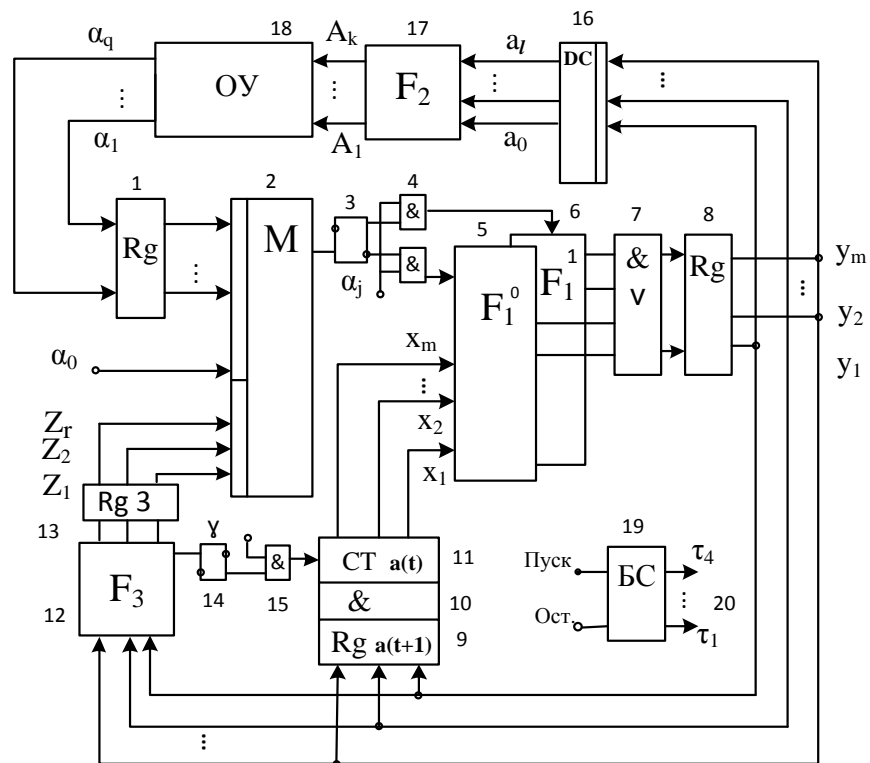 16
18
17
α_q
A_k
a_l
DC
ОУ
F_2
α_1
A_1
a_0
1
2
3
4
5
6
7
8
Rg
M
&
&
α_j
F_1^0
F_1^1
&
v
Rg
y_m
y_2
y_1
α_0
x_m
x_2
x_1
Z_r
Z_2
Z_1
Rg 3
13
γ
12
F_3
14
&
15
СТ a(t)
11
&
10
Rg a(t+1)
9
19
Пуск
БС
τ_4
20
Ост.
τ_1